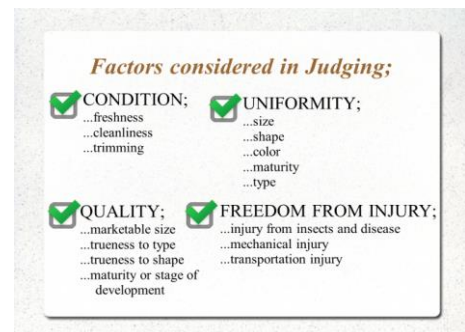 Factors considered in Judging;
CONDITION;
...freshness
...cleanliness
...trimming
UNIFORMITY;
...size
...shape
...color
...maturity
...type
QUALITY;
...marketable size
...trueness to type
...trueness to shape
...maturity or stage of
development
FREEDOM FROM INJURY;
...injury from insects and disease
...mechanical injury
...transportation injury